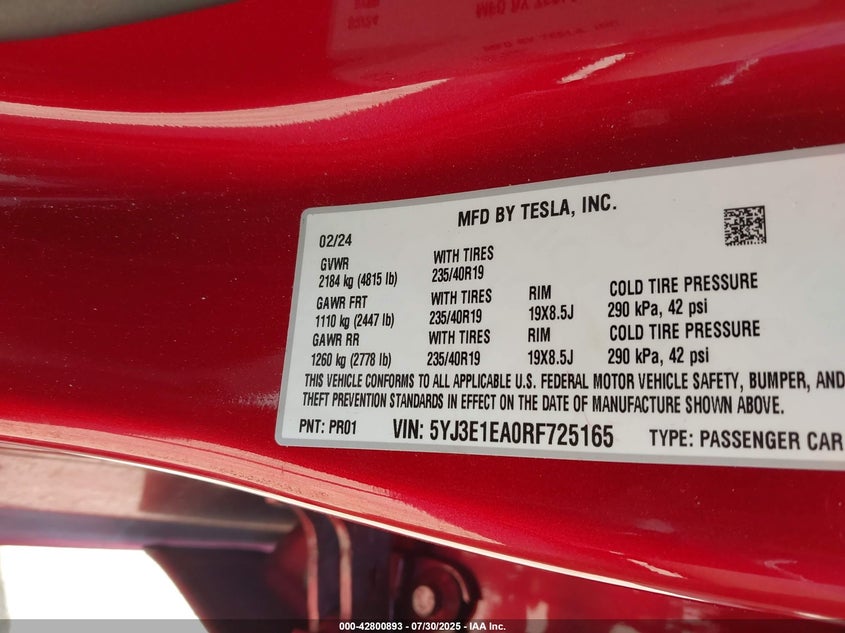 MFD BY TESLA, INC.
02/24
GVWR WITH TIRES
2184 kg (4815 lb) 235/40R19
GAWR FRT WITH TIRES RIM COLD TIRE PRESSURE
1110 kg (2447 lb) 235/40R19 19X8.5J 290 kPa, 42 psi
GAWR RR WITH TIRES RIM COLD TIRE PRESSURE
1260 kg (2778 lb) 235/40R19 19X8.5J 290 kPa, 42 psi
THIS VEHICLE CONFORMS TO ALL APPLICABLE U.S. FEDERAL MOTOR VEHICLE SAFETY, BUMPER, AND
THEFT PREVENTION STANDARDS IN EFFECT ON THE DATE OF MANUFACTURE SHOWN ABOVE.
PNT: PR01 VIN: 5YJ3E1EA0RF725165 TYPE: PASSENGER CAR
000-42800893 / 07/30/2025 - IAA Inc.